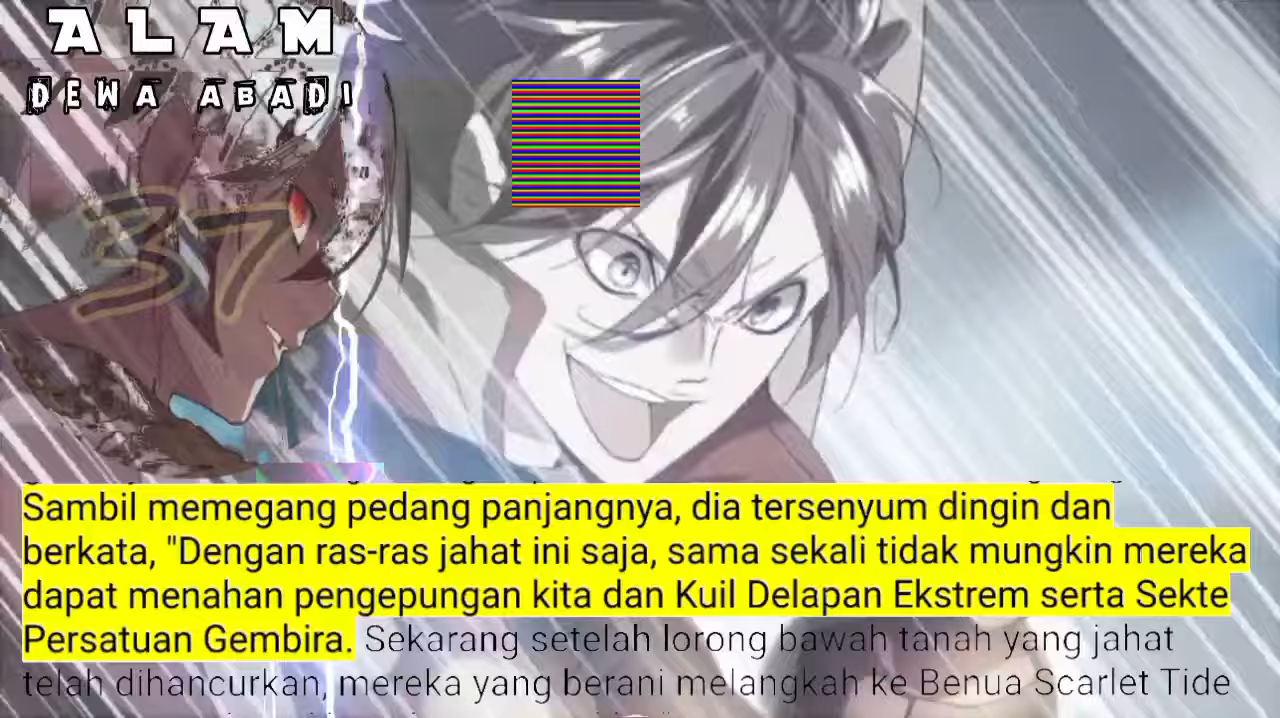 ALAM
DEWA ABADI
37
Sambil memegang pedang panjangnya, dia tersenyum dingin dan
berkata, "Dengan ras-ras jahat ini saja, sama sekali tidak mungkin mereka
dapat menahan pengepungan kita dan Kuil Delapan Ekstrem serta Sekte
Persatuan Gembira. Sekarang setelah lorong bawah tanah yang jahat
telah dihancurkan, mereka yang berani melangkah ke Benua Scarlet Tide